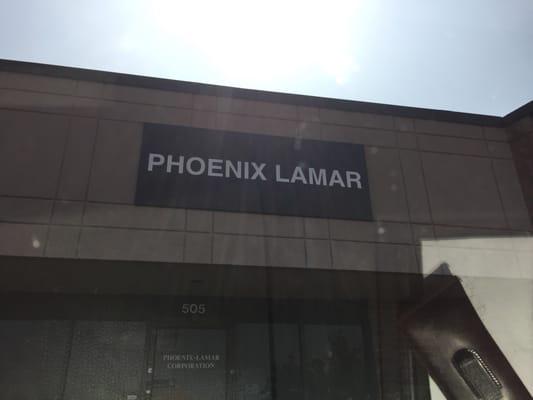 PHOENIX LAMAR
505
PHOENIX-LAMAR
CORPORATION